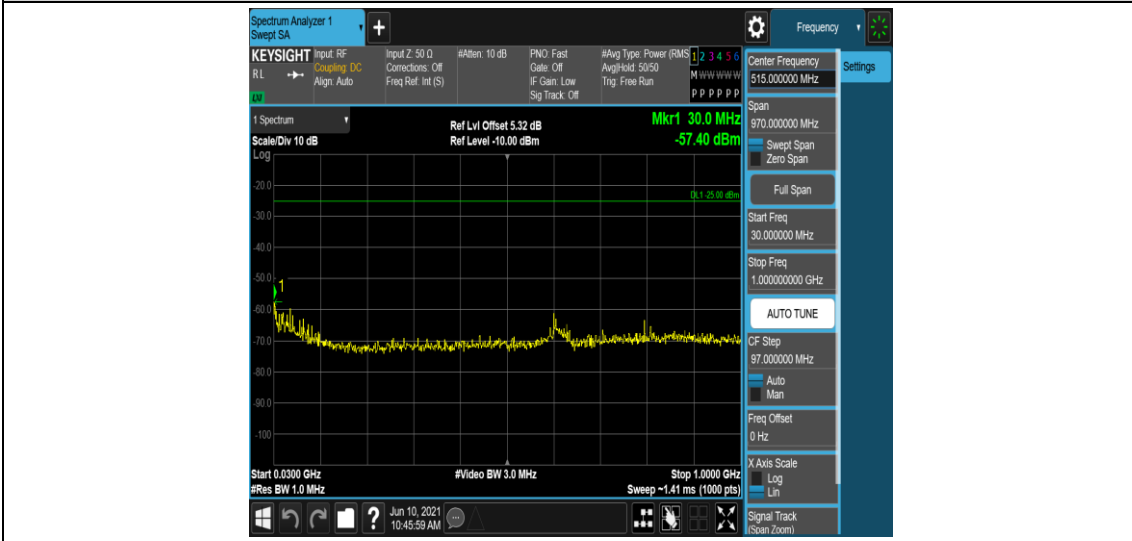 Spectrum Analyzer 1
Swept SA
+
Frequency
KEYSIGHT
RL
LXI
Input: RF
Coupling: DC
Align: Auto
Input Z: 50 Ω
Corrections: Off
Freq Ref: Int (S)
#Atten: 10 dB
PNO: Fast
Gate: Off
IF Gain: Low
Sig Track: Off
#Avg Type: Power (RMS
Avg|Hold: 50/50
Trig: Free Run
1 2 3 4 5 6
M W W W W W
P P P P P P
1 Spectrum
Scale/Div 10 dB
Log
Ref Lvl Offset 5.32 dB
Ref Level -10.00 dBm
Mkr1 30.0 MHz
-57.40 dBm
DL1 -25.00 dBm
-20.0
-30.0
-40.0
-50.0
-60.0
-70.0
-80.0
-90.0
-100
1
Start 0.0300 GHz
#Res BW 1.0 MHz
#Video BW 3.0 MHz
Stop 1.0000 GHz
Sweep ~1.41 ms (1000 pts)
Center Frequency
515.000000 MHz
Settings
Span
970.000000 MHz
Swept Span
Zero Span
Full Span
Start Freq
30.000000 MHz
Stop Freq
1.000000000 GHz
AUTO TUNE
CF Step
97.000000 MHz
Auto
Man
Freq Offset
0 Hz
X Axis Scale
Log
Lin
Signal Track
(Span Zoom)
?
Jun 10, 2021
10:45:59 AM